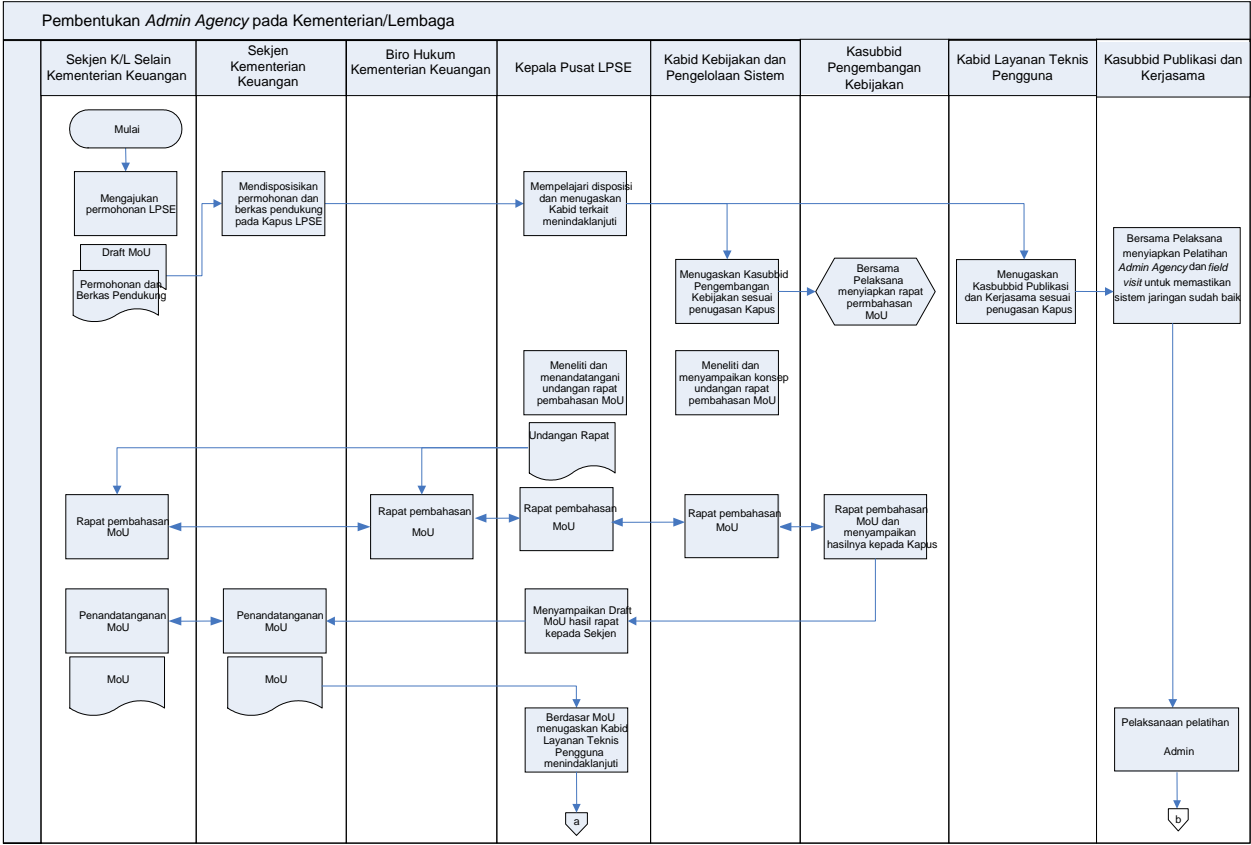 Pembentukan Admin Agency pada Kementerian/Lembaga
Sekjen K/L Selain
Kementerian Keuangan
Sekjen
Kementerian
Keuangan
Biro Hukum
Kementerian Keuangan
Kepala Pusat LPSE
Kabid Kebijakan dan
Pengelolaan Sistem
Kasubbid
Pengembangan
Kebijakan
Kabid Layanan Teknis
Pengguna
Kasubbid Publikasi dan
Kerjasama
Mulai
Mengajukan
permohonan LPSE
Draft MoU
Permohonan dan
Berkas Pendukung
Mendisposisikan
permohonan dan
berkas pendukung
pada Kapus LPSE
Mempelajari disposisi
dan menugaskan
Kabid terkait
menindaklanjuti
Menugaskan Kasubbid
Pengembangan
Kebijakan sesuai
penugasan Kapus
Bersama
Pelaksana
menyiapkan rapat
permbahasan
MoU
Menugaskan
Kasbubbid Publikasi
dan Kerjasama sesuai
penugasan Kapus
Bersama Pelaksana
menyiapkan Pelatihan
Admin Agency dan field
visit untuk memastikan
sistem jaringan sudah baik
Meneliti dan
menandatangani
undangan rapat
pembahasan MoU
Meneliti dan
menyampaikan konsep
undangan rapat
pembahasan MoU
Undangan Rapat
Rapat pembahasan
MoU
Rapat pembahasan
MoU
Rapat pembahasan
MoU
Rapat pembahasan
MoU
Rapat pembahasan
MoU dan
menyampaikan
hasilnya kepada Kapus
Penandatanganan
MoU
Penandatanganan
MoU
Menyampaikan Draft
MoU hasil rapat
kepada Sekjen
MoU
MoU
Berdasar MoU
menugaskan Kabid
Layanan Teknis
Pengguna
menindaklanjuti
Pelaksanaan pelatihan
Admin
a
b